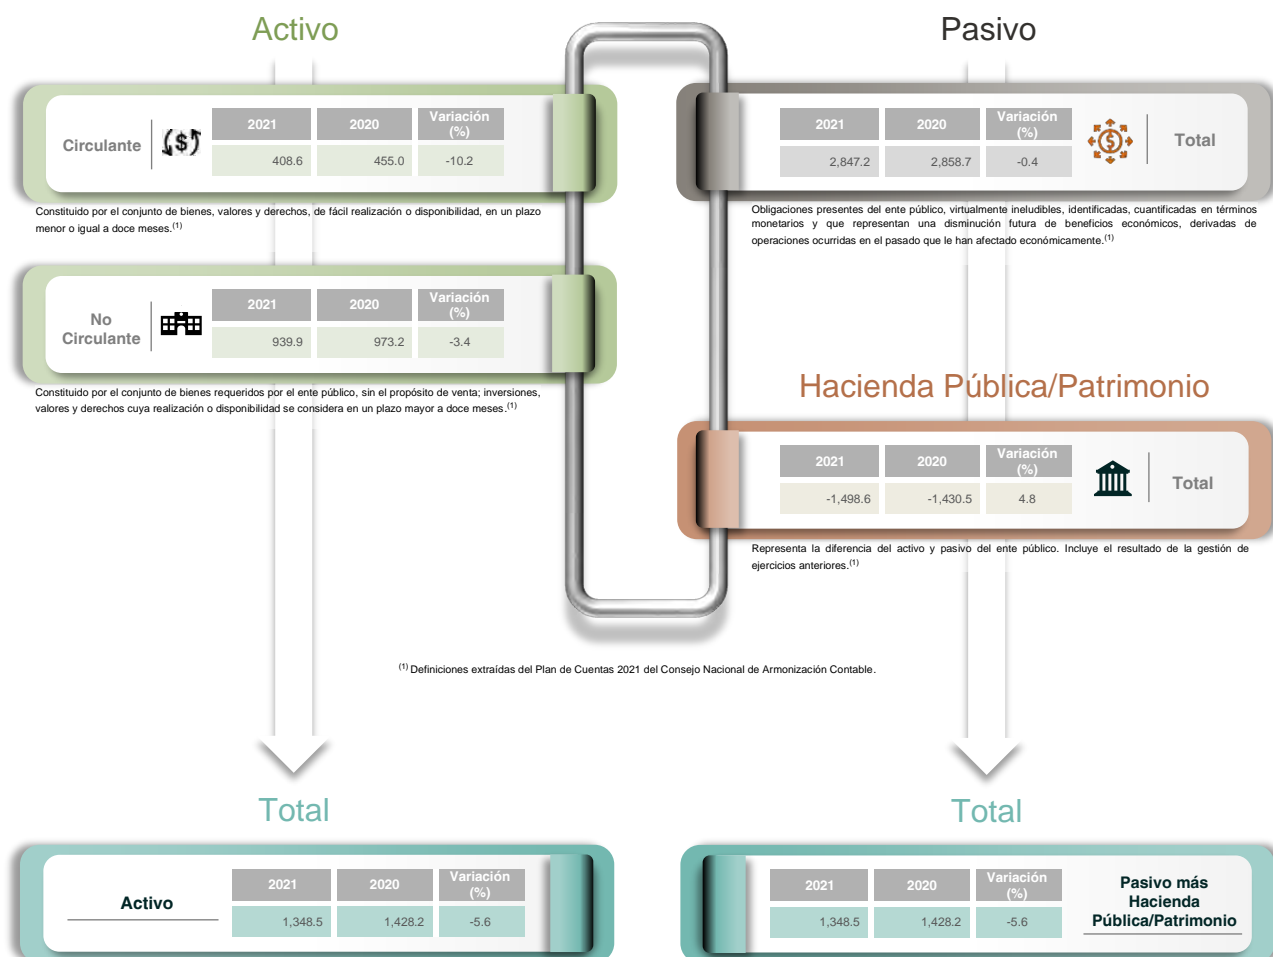 Activo
Circulante
2021 2020 Variación
(%)
408.6 455.0 -10.2
Constituido por el conjunto de bienes, valores y derechos, de fácil realización o disponibilidad, en un plazo
menor o igual a doce meses.(1)
No
Circulante
2021 2020 Variación
(%)
939.9 973.2 -3.4
Constituido por el conjunto de bienes requeridos por el ente público, sin el propósito de venta; inversiones,
valores y derechos cuya realización o disponibilidad se considera en un plazo mayor a doce meses.(1)
Pasivo
2021 2020 Variación
(%)
2,847.2 2,858.7 -0.4
Total
Obligaciones presentes del ente público, virtualmente ineludibles, identificadas, cuantificadas en términos
monetarios y que representan una disminución futura de beneficios económicos, derivadas de
operaciones ocurridas en el pasado que le han afectado económicamente.(1)
Hacienda Pública/Patrimonio
2021 2020 Variación
(%)
-1,498.6 -1,430.5 4.8
Total
Representa la diferencia del activo y pasivo del ente público. Incluye el resultado de la gestión de
ejercicios anteriores.(1)
(1) Definiciones extraídas del Plan de Cuentas 2021 del Consejo Nacional de Armonización Contable.
Total
Activo
2021 2020 Variación
(%)
1,348.5 1,428.2 -5.6
Total
2021 2020 Variación
(%)
1,348.5 1,428.2 -5.6
Pasivo más
Hacienda
Pública/Patrimonio